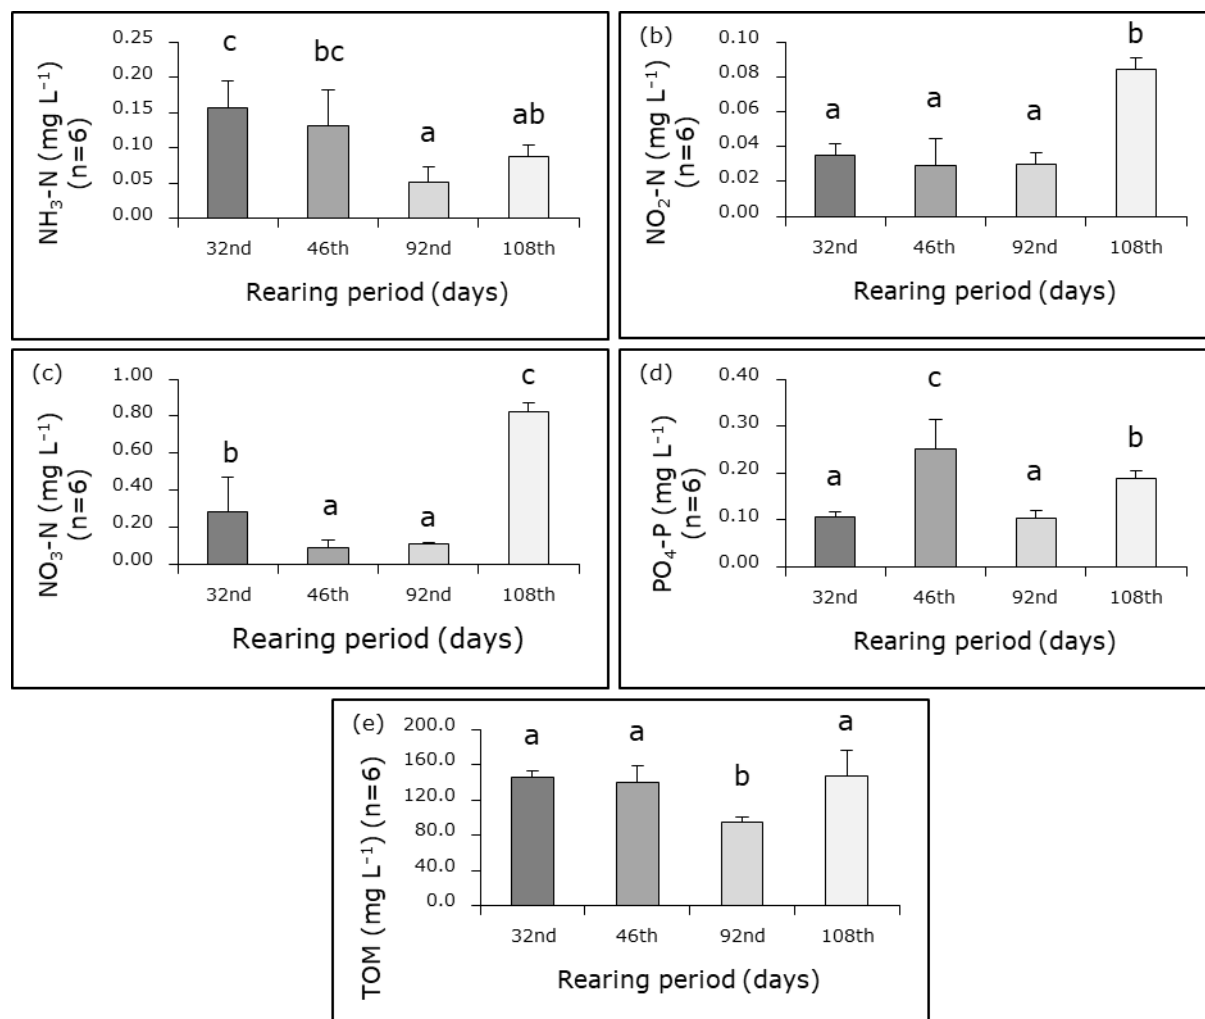 NH₃-N (mg L⁻¹)
(n=6)
0.25
0.20
0.15
0.10
0.05
0.00
c
bc
a
ab
32nd 46th 92nd 108th
Rearing period (days)
(b)
NO₂-N (mg L⁻¹)
(n=6)
0.10
0.08
0.06
0.04
0.02
0.00
a
a
a
b
32nd 46th 92nd 108th
Rearing period (days)
(c)
NO₃-N (mg L⁻¹)
(n=6)
1.00
0.80
0.60
0.40
0.20
0.00
b
a
a
c
32nd 46th 92nd 108th
Rearing period (days)
(d)
PO₄-P (mg L⁻¹)
(n=6)
0.40
0.30
0.20
0.10
0.00
a
c
a
b
32nd 46th 92nd 108th
Rearing period (days)
(e)
TOM (mg L⁻¹) (n=6)
200.0
160.0
120.0
80.0
40.0
0.0
a
a
b
a
32nd 46th 92nd 108th
Rearing period (days)